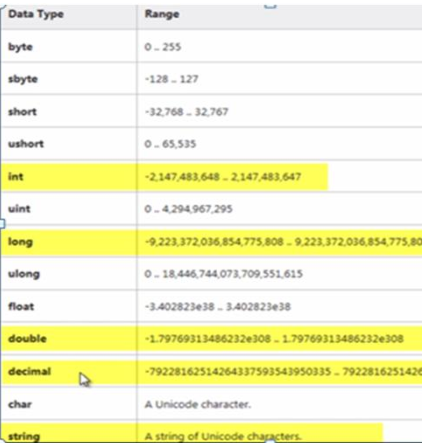 Data Type Range
byte 0 .. 255
sbyte -128 .. 127
short -32,768 .. 32,767
ushort 0 .. 65,535
int -2,147,483,648 .. 2,147,483,647
uint 0 .. 4,294,967,295
long -9,223,372,036,854,775,808 .. 9,223,372,036,854,775,80
ulong 0 .. 18,446,744,073,709,551,615
float -3.402823e38 .. 3.402823e38
double -1.79769313486232e308 .. 1.79769313486232e308
decimal -79228162514264337593543950335 .. 7922816251426
char A Unicode character.
string A string of Unicode characters.